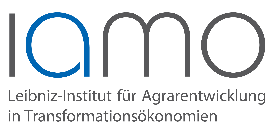 iamo
Leibniz-Institut für Agrarentwicklung
in Transformationsökonomien